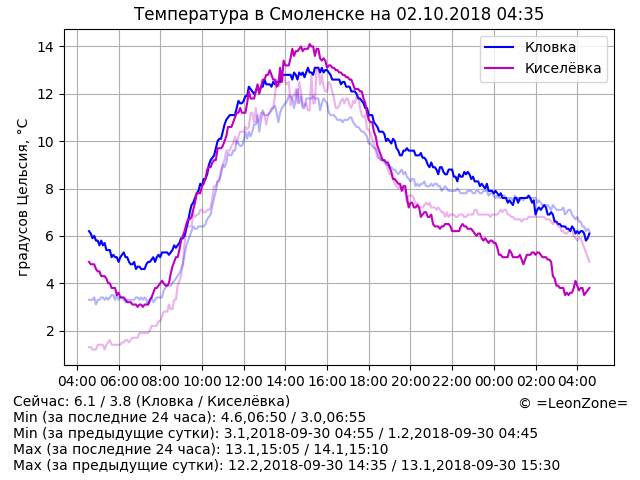 Температура в Смоленске на 02.10.2018 04:35
градусов Цельсия, °C
14
12
10
8
6
4
2
Кловка
Киселёвка
04:00 06:00 08:00 10:00 12:00 14:00 16:00 18:00 20:00 22:00 00:00 02:00 04:00
Сейчас: 6.1 / 3.8 (Кловка / Киселёвка)
© =LeonZone=
Min (за последние 24 часа): 4.6,06:50 / 3.0,06:55
Min (за предыдущие сутки): 3.1,2018-09-30 04:55 / 1.2,2018-09-30 04:45
Max (за последние 24 часа): 13.1,15:05 / 14.1,15:10
Max (за предыдущие сутки): 12.2,2018-09-30 14:35 / 13.1,2018-09-30 15:30